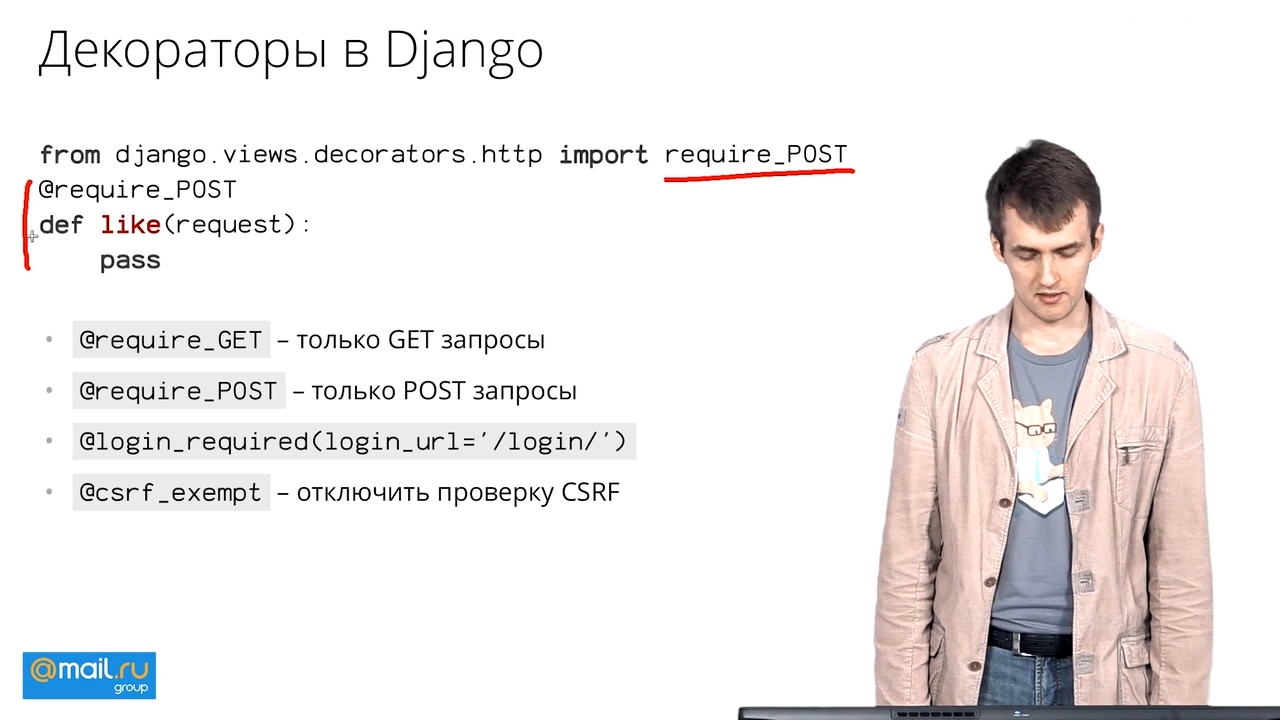 Декораторы в Django
from django.views.decorators.http import require_POST
@require_POST
def like(request):
    pass
• @require_GET – только GET запросы
• @require_POST – только POST запросы
• @login_required(login_url='/login/')
• @csrf_exempt – отключить проверку CSRF
@mail.ru
group